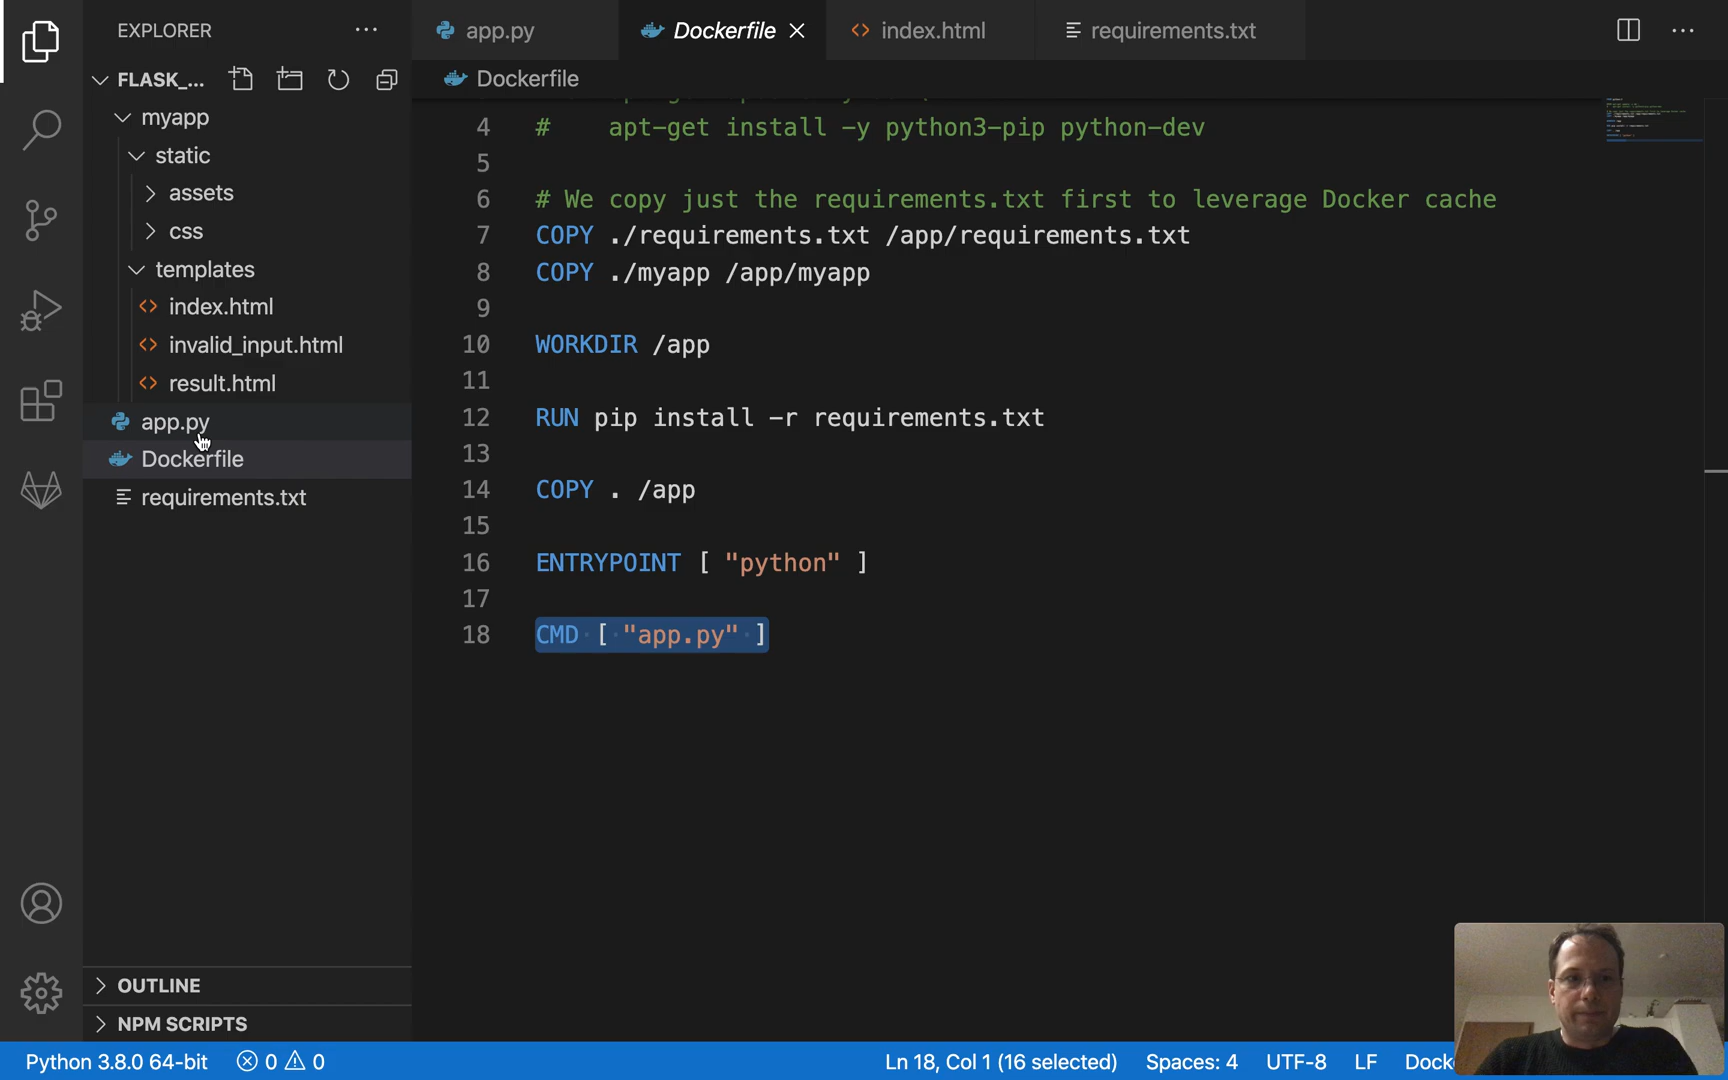 EXPLORER
FLASK_...
myapp
static
assets
css
templates
index.html
invalid_input.html
result.html
app.py
Dockerfile
requirements.txt
OUTLINE
NPM SCRIPTS
app.py
Dockerfile
index.html
requirements.txt
Dockerfile
4 #    apt-get install -y python3-pip python-dev
5
6 # We copy just the requirements.txt first to leverage Docker cache
7 COPY ./requirements.txt /app/requirements.txt
8 COPY ./myapp /app/myapp
9
10 WORKDIR /app
11
12 RUN pip install -r requirements.txt
13
14 COPY . /app
15
16 ENTRYPOINT [ "python" ]
17
18 CMD [ "app.py" ]
Python 3.8.0 64-bit 0 0 Ln 18, Col 1 (16 selected) Spaces: 4 UTF-8 LF Dock